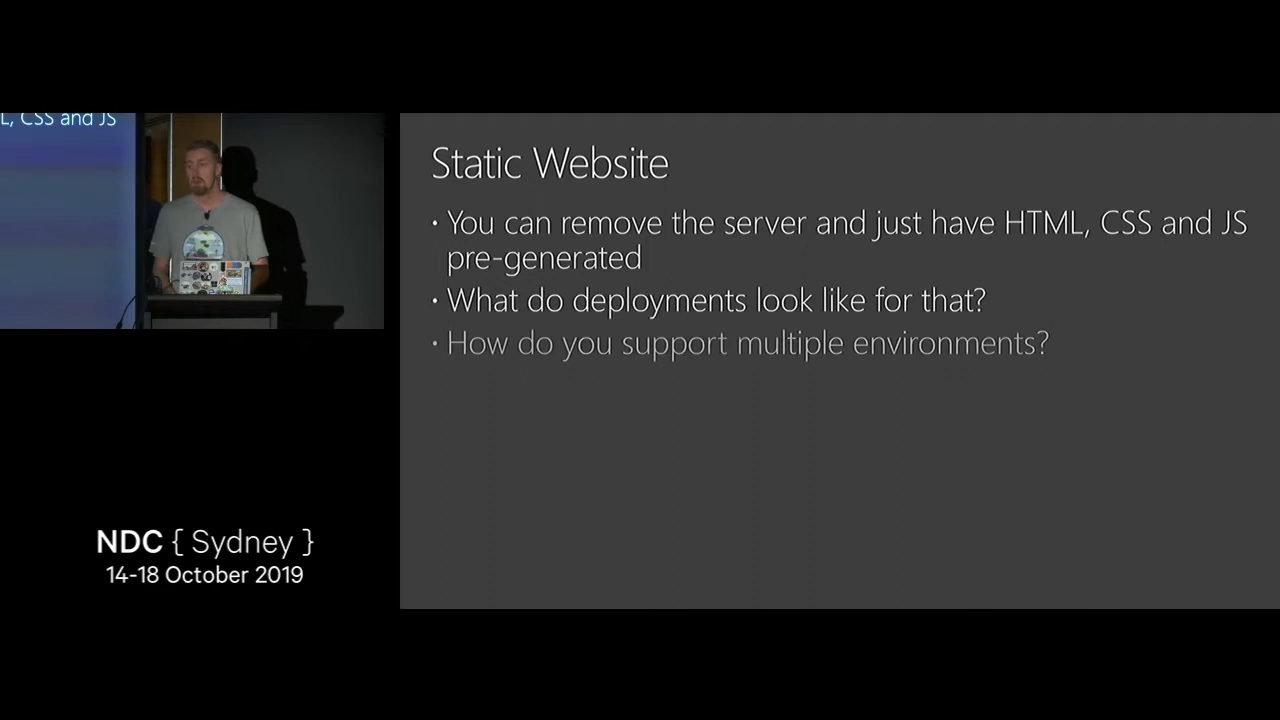 L, CSS and JS
Static Website
• You can remove the server and just have HTML, CSS and JS
pre-generated
• What do deployments look like for that?
• How do you support multiple environments?
NDC { Sydney }
14-18 October 2019